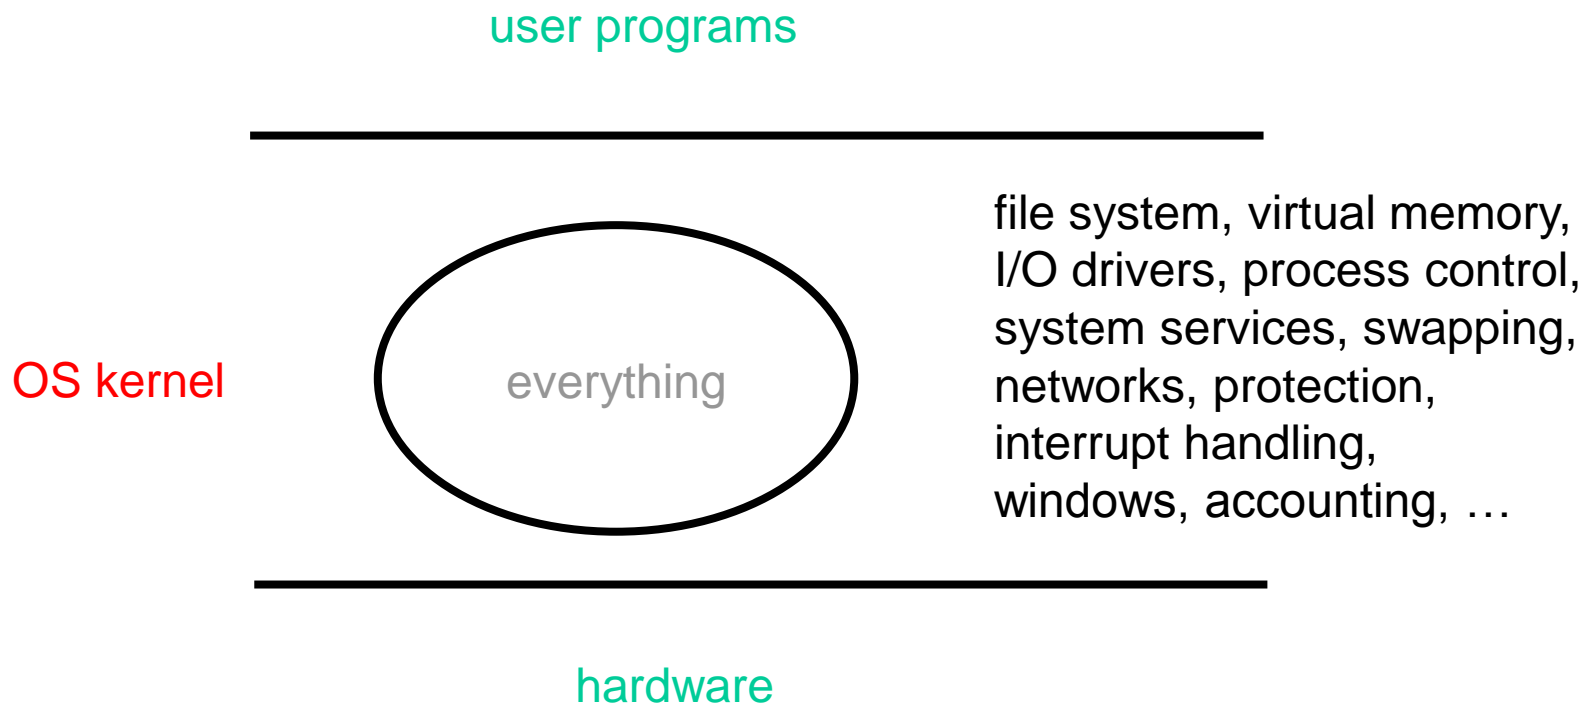 user programs
file system, virtual memory,
I/O drivers, process control,
system services, swapping,
OS kernel
everything
networks, protection,
interrupt handling,
windows, accounting, …
hardware